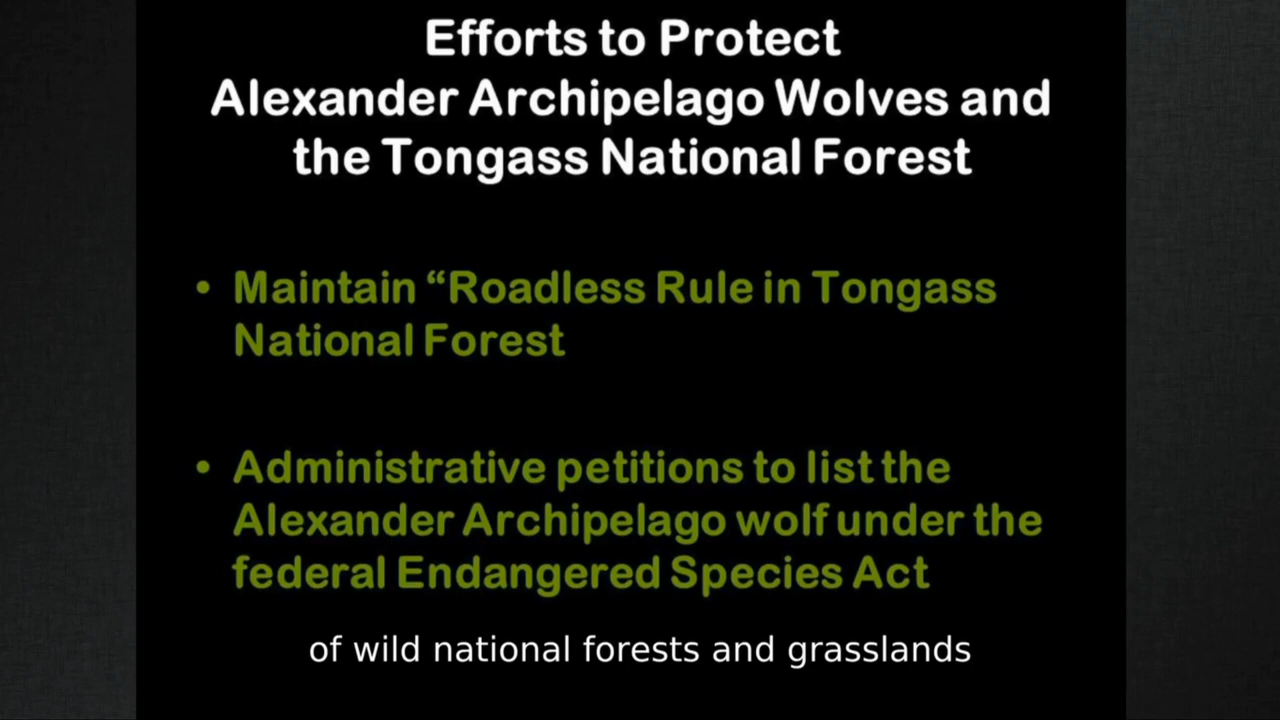 Efforts to Protect
Alexander Archipelago Wolves and
the Tongass National Forest
• Maintain “Roadless Rule in Tongass
National Forest
• Administrative petitions to list the
Alexander Archipelago wolf under the
federal Endangered Species Act
of wild national forests and grasslands